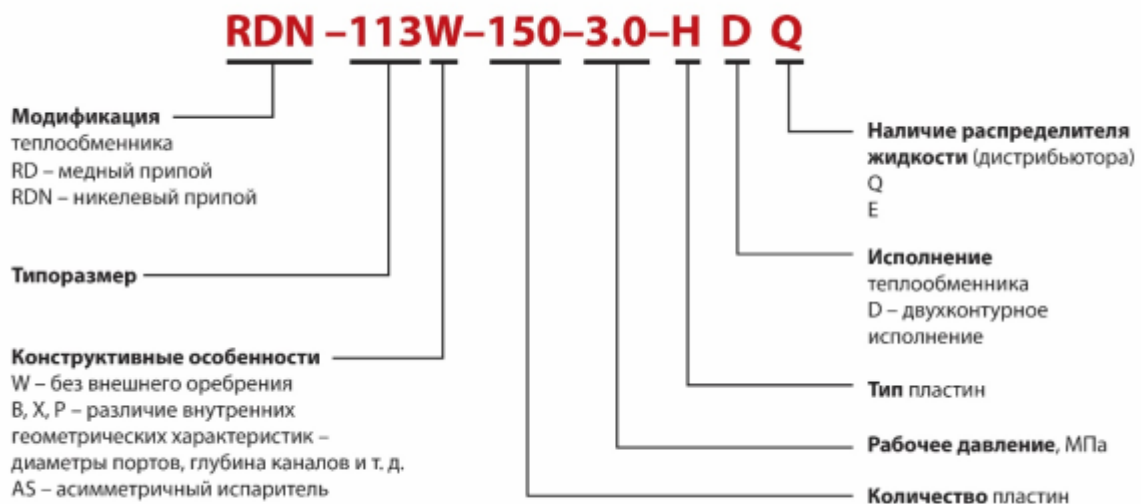 RDN –113W–150–3.0–H D Q
Модификация
теплообменника
RD – медный припой
RDN – никелевый припой
Типоразмер
Конструктивные особенности
W – без внешнего оребрения
B, X, P – различие внутренних
геометрических характеристик –
диаметры портов, глубина каналов и т. д.
AS – асимметричный испаритель
Наличие распределителя
жидкости (дистрибьютора)
Q
E
Исполнение
теплообменника
D – двухконтурное
исполнение
Тип пластин
Рабочее давление, МПа
Количество пластин